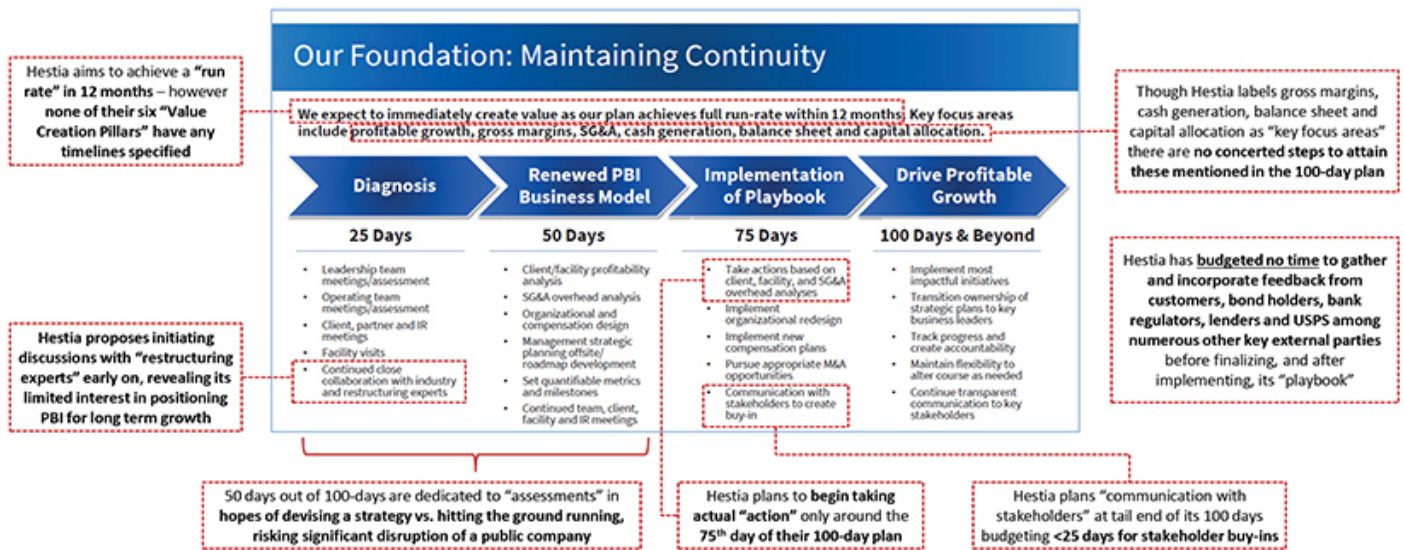 Our Foundation: Maintaining Continuity
Hestia aims to achieve a “run
rate” in 12 months – however
none of their six “Value
Creation Pillars” have any
timelines specified
We expect to immediately create value as our plan achieves full run-rate within 12 months. Key focus areas
include profitable growth, gross margins, SG&A, cash generation, balance sheet and capital allocation.
Though Hestia labels gross margins,
cash generation, balance sheet and
capital allocation as “key focus areas”
there are no concerted steps to attain
these mentioned in the 100-day plan
Diagnosis
25 Days
• Leadership team
meetings/assessment
• Operating team
meetings/assessment
• Client, partner and IR
meetings
• Facility visits
• Continued close
collaboration with industry
and restructuring experts
Renewed PBI
Business Model
50 Days
• Client/facility profitability
analysis
• SG&A overhead analysis
• Organizational and
compensation design
• Management strategic
planning offsite/
roadmap development
• Set quantifiable metrics
and milestones
• Continued team, client,
facility and IR meetings
Implementation
of Playbook
75 Days
• Take actions based on
client, facility, and SG&A
overhead analyses
• Implement
organizational redesign
• Implement new
compensation plans
• Pursue appropriate M&A
opportunities
• Communication with
stakeholders to create
buy-in
Drive Profitable
Growth
100 Days & Beyond
• Implement most
impactful initiatives
• Transition ownership of
strategic plans to key
business leaders
• Track progress and
create accountability
• Maintain flexibility to
alter course as needed
• Continue transparent
communication to key
stakeholders
Hestia has budgeted no time to gather
and incorporate feedback from
customers, bond holders, bank
regulators, lenders and USPS among
numerous other key external parties
before finalizing, and after
implementing, its “playbook”
Hestia proposes initiating
discussions with “restructuring
experts” early on, revealing its
limited interest in positioning
PBI for long term growth
50 days out of 100-days are dedicated to “assessments” in
hopes of devising a strategy vs. hitting the ground running,
risking significant disruption of a public company
Hestia plans to begin taking
actual “action” only around the
75th day of their 100-day plan
Hestia plans “communication with
stakeholders” at tail end of its 100 days
budgeting <25 days for stakeholder buy-ins